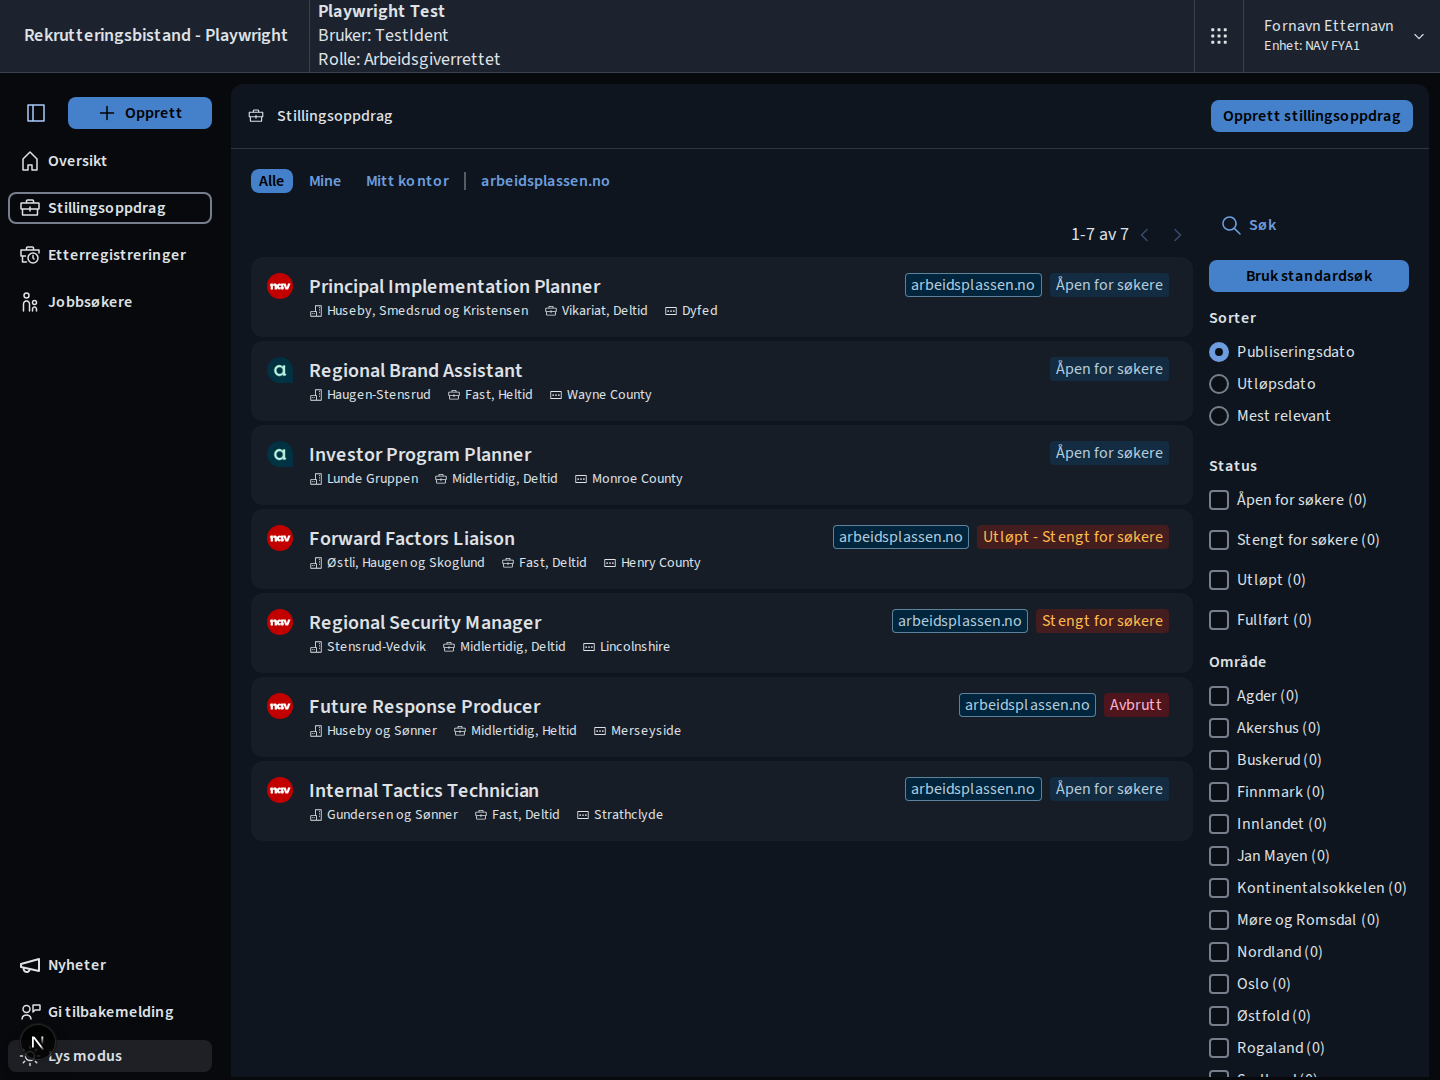 Rekrutteringsbistand - Playwright
Playwright Test
Bruker: TestIdent
Rolle: Arbeidsgiverrettet
Fornavn Etternavn
Enhet: NAV FYA1
Opprett
Oversikt
Stillingsoppdrag
Etterregistreringer
Jobbsøkere
Nyheter
Gi tilbakemelding
N
Lys modus
Stillingsoppdrag
Opprett stillingsoppdrag
Alle
Mine
Mitt kontor
arbeidsplassen.no
1-7 av 7
nav
Principal Implementation Planner
arbeidsplassen.no
Åpen for søkere
Huseby, Smedsrud og Kristensen
Vikariat, Deltid
Dyfed
a
Regional Brand Assistant
Åpen for søkere
Haugen-Stensrud
Fast, Heltid
Wayne County
a
Investor Program Planner
Åpen for søkere
Lunde Gruppen
Midlertidig, Deltid
Monroe County
nav
Forward Factors Liaison
arbeidsplassen.no
Utløpt - Stengt for søkere
Østli, Haugen og Skoglund
Fast, Deltid
Henry County
nav
Regional Security Manager
arbeidsplassen.no
Stengt for søkere
Stensrud-Vedvik
Midlertidig, Deltid
Lincolnshire
nav
Future Response Producer
arbeidsplassen.no
Avbrutt
Huseby og Sønner
Midlertidig, Heltid
Merseyside
nav
Internal Tactics Technician
arbeidsplassen.no
Åpen for søkere
Gundersen og Sønner
Fast, Deltid
Strathclyde
Søk
Bruk standardsøk
Sorter
Publiseringsdato
Utløpsdato
Mest relevant
Status
Åpen for søkere (0)
Stengt for søkere (0)
Utløpt (0)
Fullført (0)
Område
Agder (0)
Akershus (0)
Buskerud (0)
Finnmark (0)
Innlandet (0)
Jan Mayen (0)
Kontinentalsokkelen (0)
Møre og Romsdal (0)
Nordland (0)
Oslo (0)
Østfold (0)
Rogaland (0)